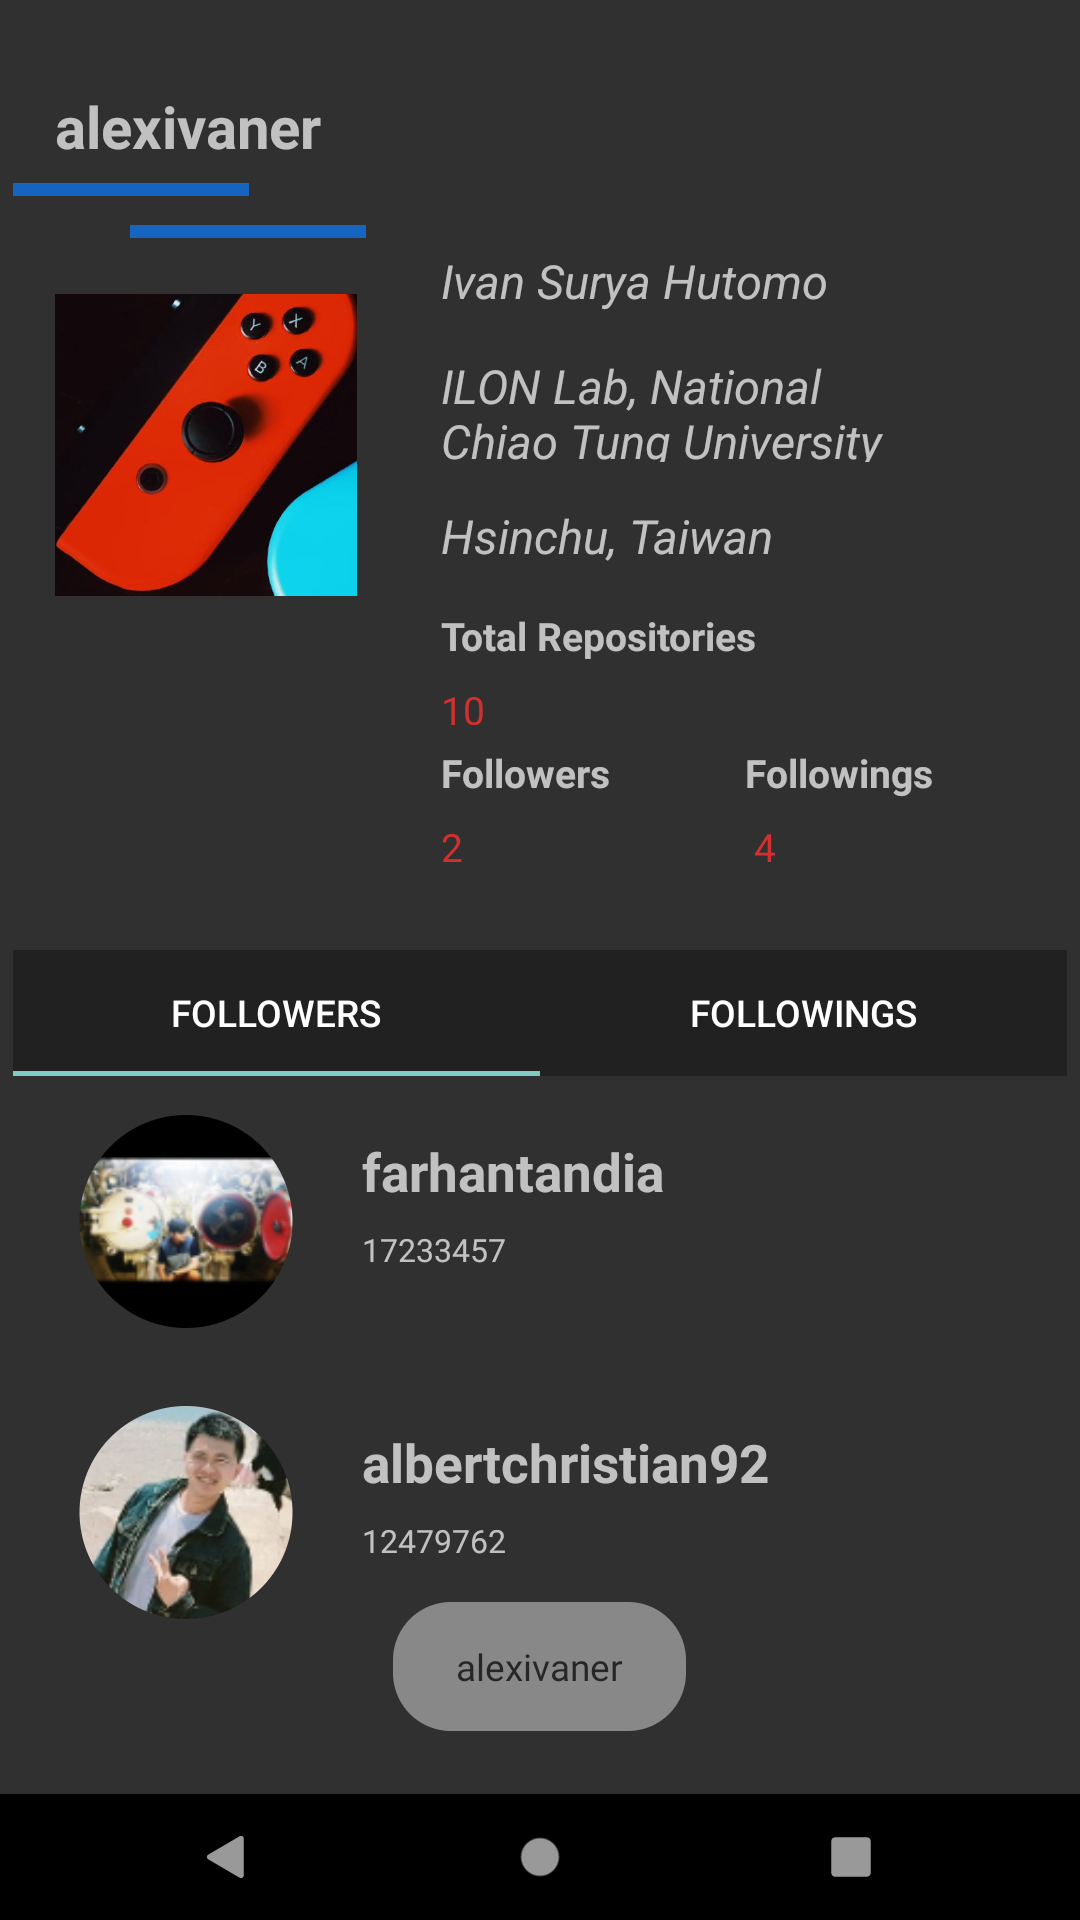 alexivaner
Ivan Surya Hutomo
ILON Lab, National
Chiao Tung University
Hsinchu, Taiwan
Y
X
B
A
Total Repositories
10
Followers
Followings
2
4
FOLLOWERS
FOLLOWINGS
farhantandia
17233457
albertchristian92
12479762
alexivaner